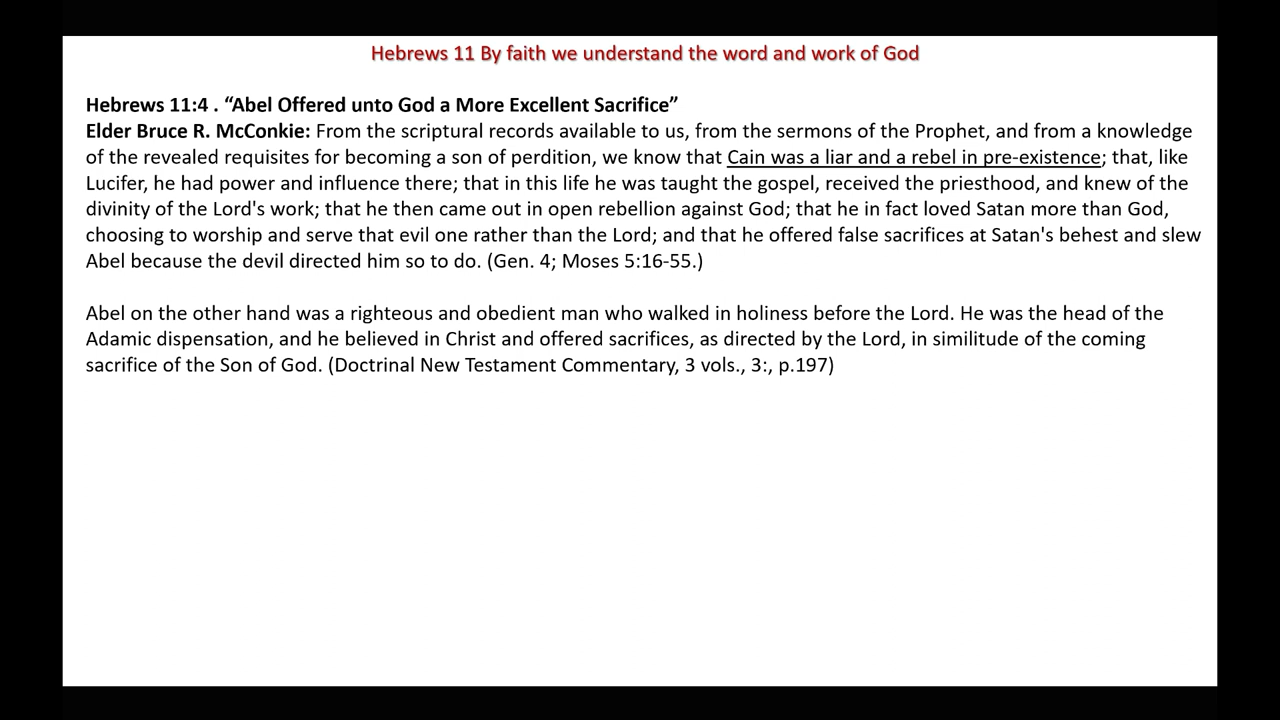 Hebrews 11 By faith we understand the word and work of God
Hebrews 11:4 . “Abel Offered unto God a More Excellent Sacrifice”
Elder Bruce R. McConkie: From the scriptural records available to us, from the sermons of the Prophet, and from a knowledge
of the revealed requisites for becoming a son of perdition, we know that Cain was a liar and a rebel in pre-existence; that, like
Lucifer, he had power and influence there; that in this life he was taught the gospel, received the priesthood, and knew of the
divinity of the Lord's work; that he then came out in open rebellion against God; that he in fact loved Satan more than God,
choosing to worship and serve that evil one rather than the Lord; and that he offered false sacrifices at Satan's behest and slew
Abel because the devil directed him so to do. (Gen. 4; Moses 5:16-55.)
Abel on the other hand was a righteous and obedient man who walked in holiness before the Lord. He was the head of the
Adamic dispensation, and he believed in Christ and offered sacrifices, as directed by the Lord, in similitude of the coming
sacrifice of the Son of God. (Doctrinal New Testament Commentary, 3 vols., 3:, p.197)